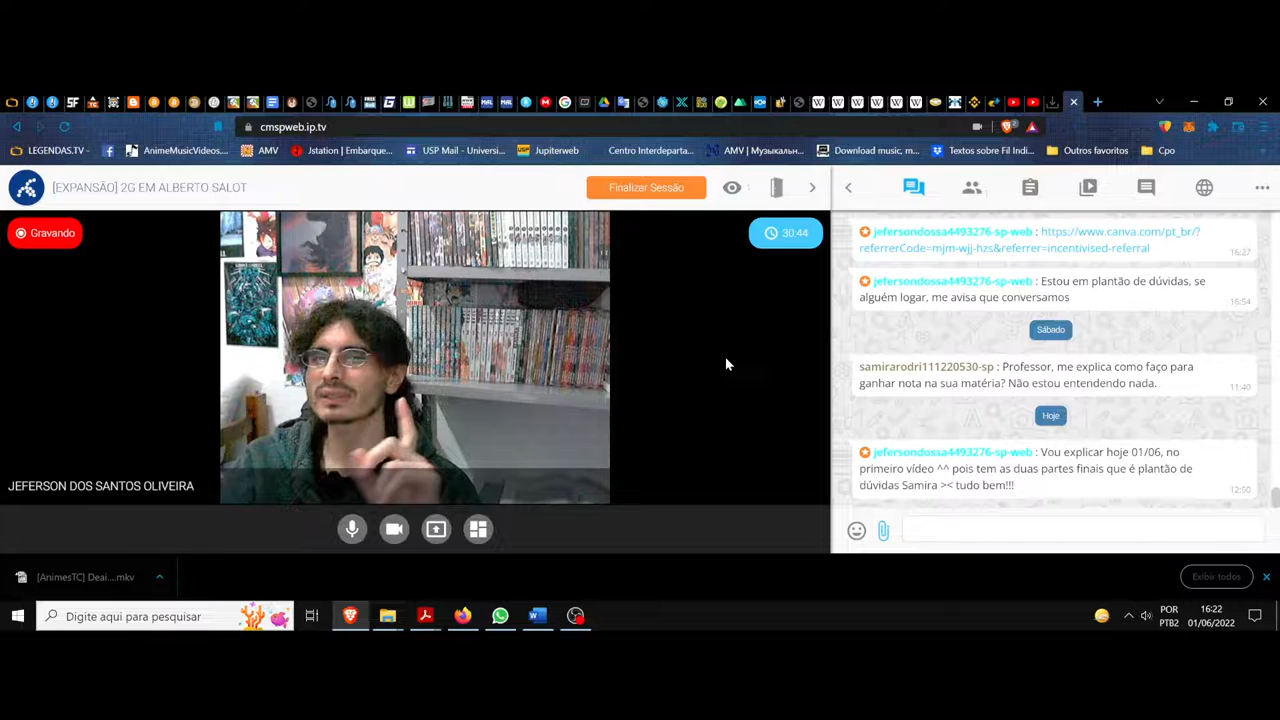 cmspweb.ip.tv
2
LEGENDAS.TV -
AnimeMusicVideos...
AMV
Jstation | Embarque...
USP Mail - Universi...
Jupiterweb
Centro Interdeparta...
AMV | Музыкальн...
Download music, m...
Textos sobre Fil Indi...
Outros favoritos
Cpo
[EXPANSÃO] 2G EM ALBERTO SALOT
Finalizar Sessão
Gravando
30:44
JEFERSON DOS SANTOS OLIVEIRA
jefersondossa4493276-sp-web : https://www.canva.com/pt_br/?
referrerCode=mjm-wjj-hzs&referrer=incentivised-referral
16:27
jefersondossa4493276-sp-web : Estou em plantão de dúvidas, se
alguém logar, me avisa que conversamos
16:54
Sábado
samirarodri111220530-sp : Professor, me explica como faço para
ganhar nota na sua matéria? Não estou entendendo nada.
11:40
Hoje
jefersondossa4493276-sp-web : Vou explicar hoje 01/06, no
primeiro vídeo ^^ pois tem as duas partes finais que é plantão de
dúvidas Samira >< tudo bem!!!
12:50
[AnimesTC] Deai....mkv
Exibir todos
Digite aqui para pesquisar
POR
PTB2
16:22
01/06/2022